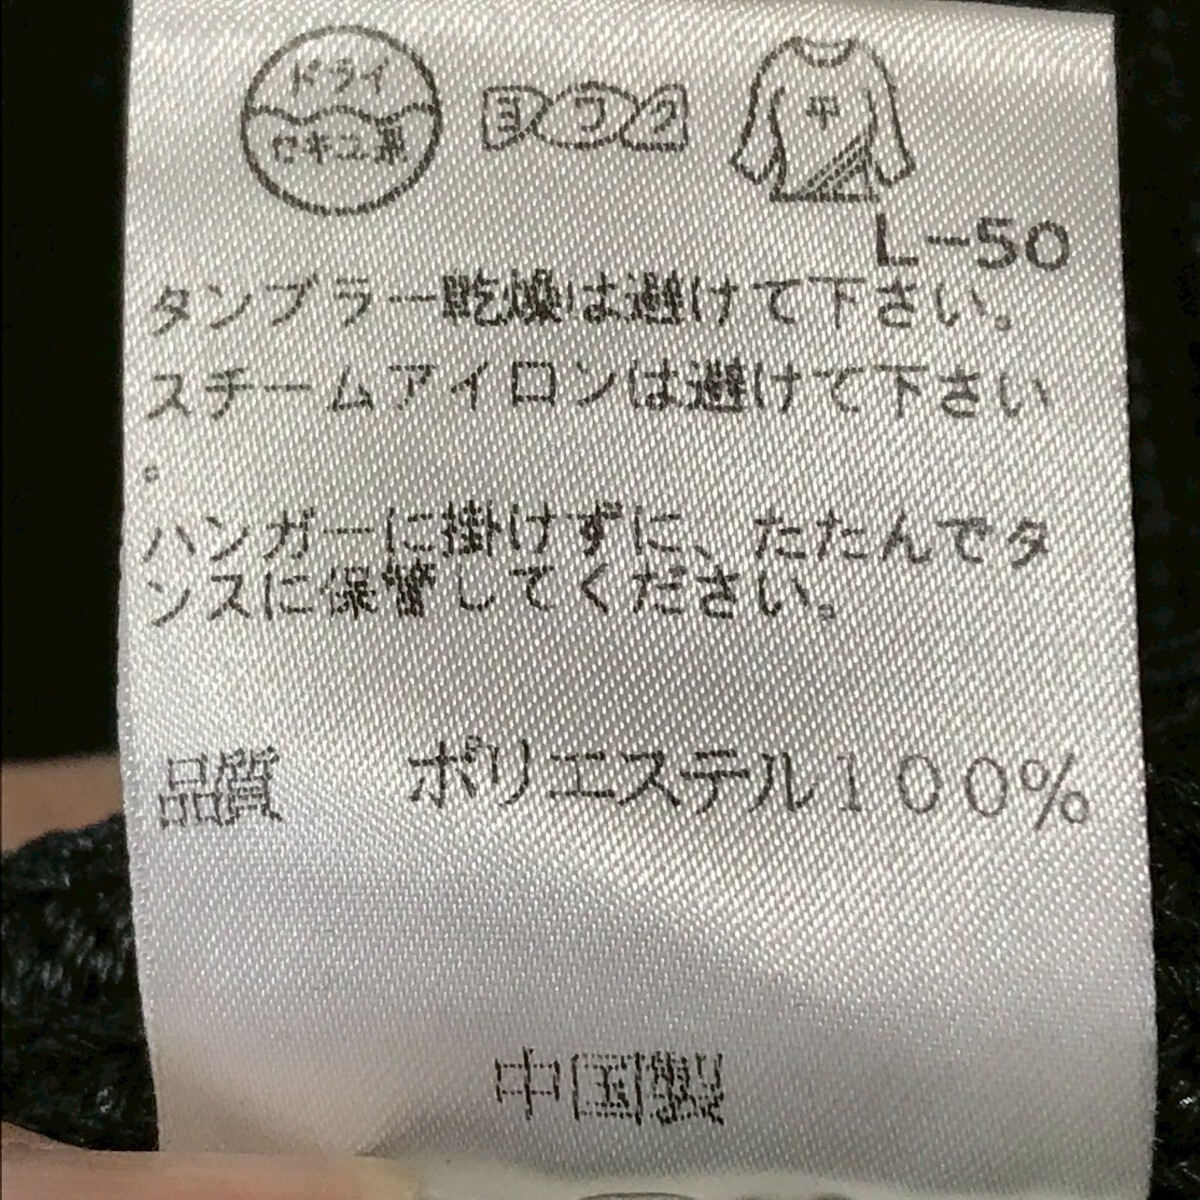 ドライ
セキユ系
ヨワク
平
L-50
タンブラー乾燥は避けて下さい。
スチームアイロンは避けて下さい
。
ハンガーに掛けずに、たたんでタ
ンスに保管してください。
品質 ポリエステル100%
中国製